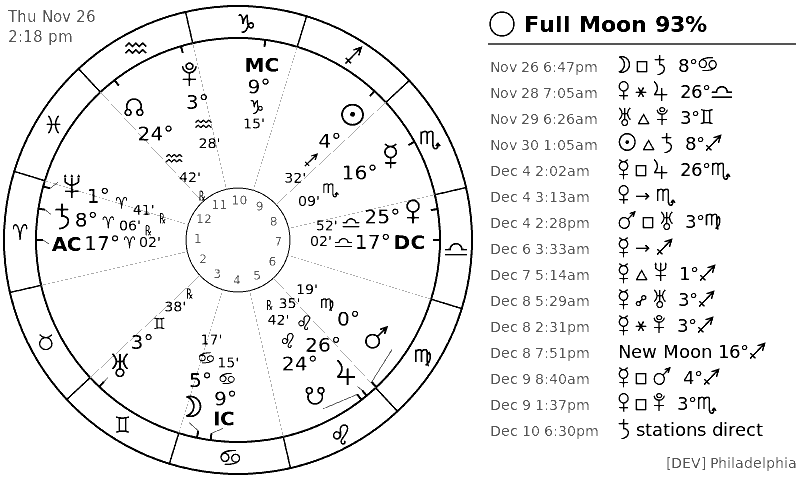 Thu Nov 26
2:18 pm
♒ ♑ ♐
♓ ♏
♈ ♎
♉ ♍
♊ ♋ ♌
MC
9°
♑
15'
♇
3°
♒
28'
☊
24°
♒
42'
℞
☉
4°
♐
32'
☿
16°
♏
09'
♆ 1° ♈ 41' ℞
♄ 8° ♈ 06' ℞
AC 17° ♈ 02'
52' ♎ 25° ♀
02' ♎ 17° DC
12 11 10 9 8
1 7
2 3 4 5 6
♅
3°
♊
38'
℞
17'
♋
5°
☽
15'
♋
9°
IC
19'
♍
0°
♂
℞ 35'
♌
26°
♃
42'
♌
24°
☋
Full Moon 93%
Nov 26 6:47pm ☽ □ ♄ 8°♋
Nov 28 7:05am ♀ ⚹ ♃ 26°♎
Nov 29 6:26am ♅ △ ♇ 3°♊
Nov 30 1:05am ☉ △ ♄ 8°♐
Dec 4 2:02am ☿ □ ♃ 26°♏
Dec 4 3:13am ♀ → ♏
Dec 4 2:28pm ♂ □ ♅ 3°♍
Dec 6 3:33am ☿ → ♐
Dec 7 5:14am ☿ △ ♆ 1°♐
Dec 8 5:29am ☿ ☍ ♅ 3°♐
Dec 8 2:31pm ☿ ⚹ ♇ 3°♐
Dec 8 7:51pm New Moon 16°♐
Dec 9 8:40am ☿ □ ♂ 4°♐
Dec 9 1:37pm ♀ □ ♇ 3°♏
Dec 10 6:30pm ♄ stations direct
[DEV] Philadelphia